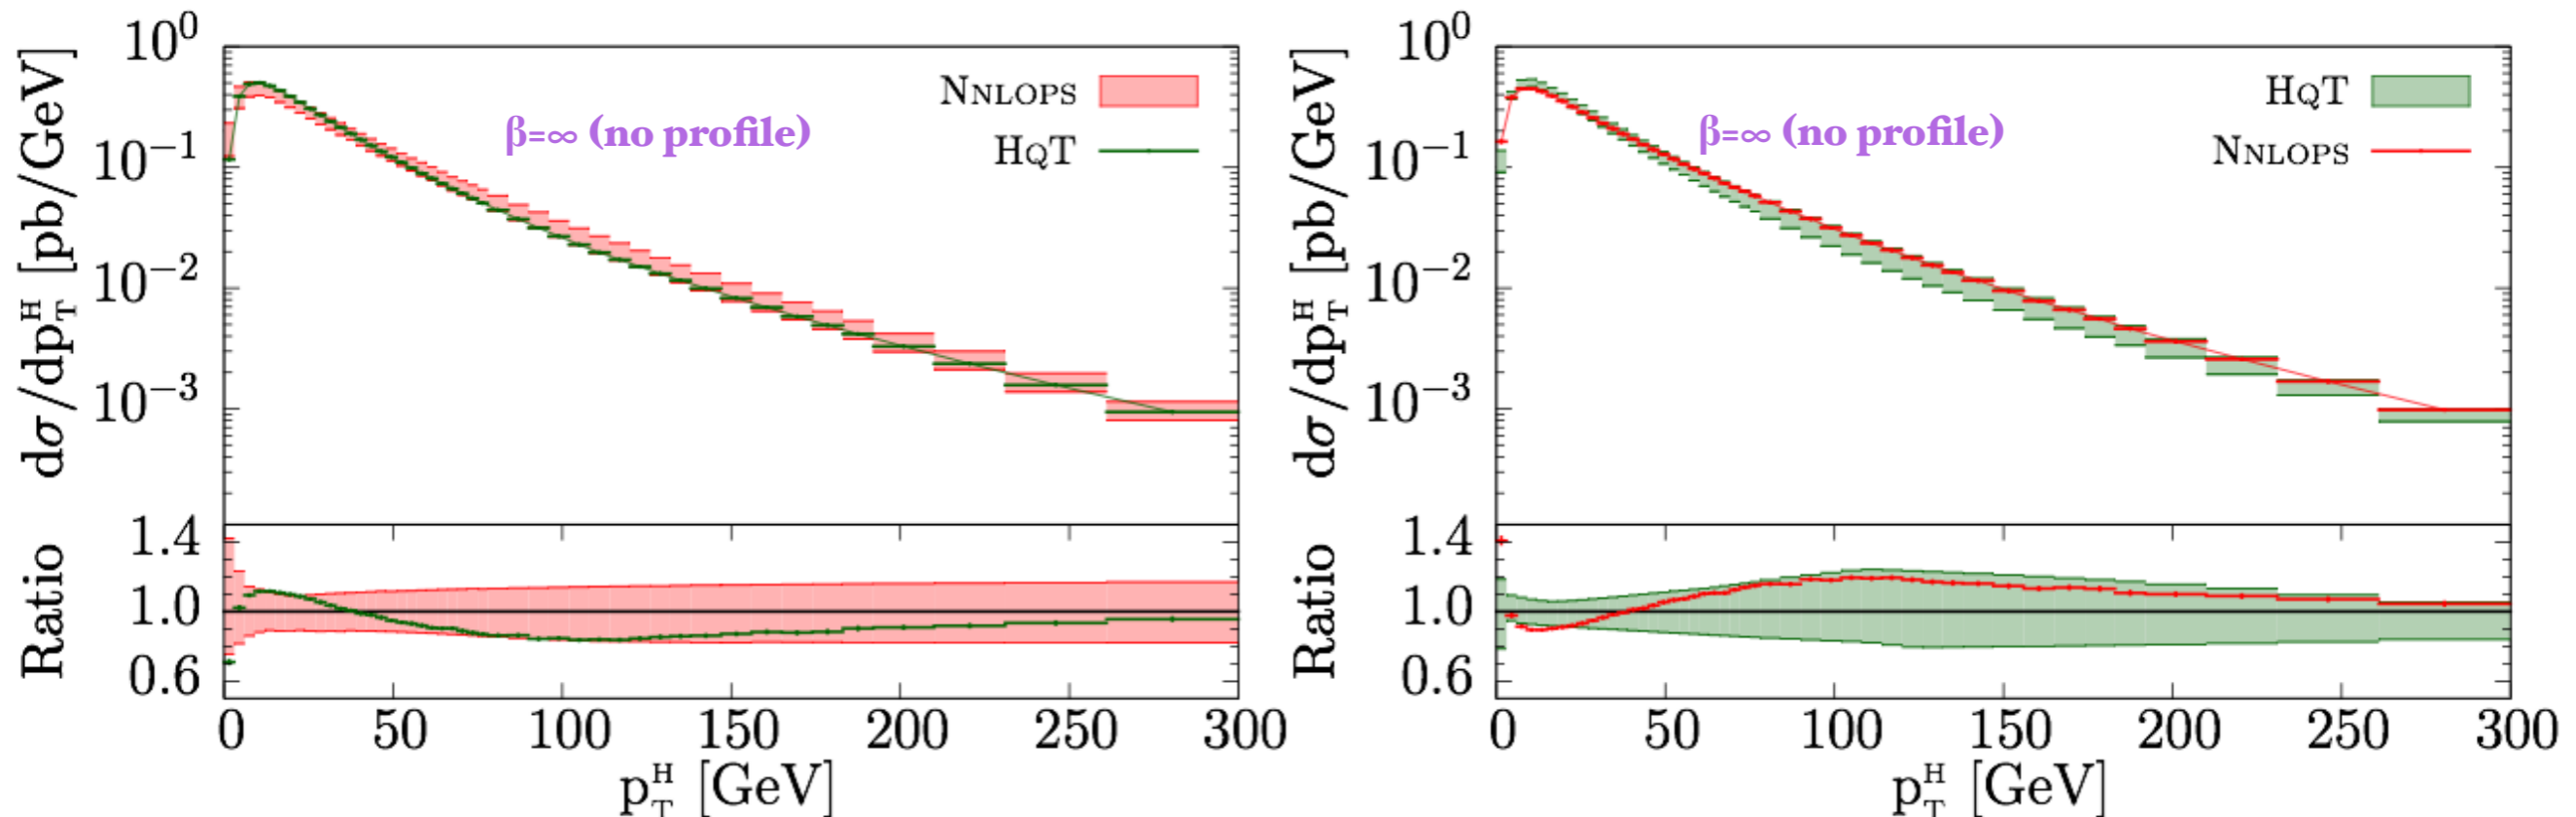 dσ/dp_T^H [pb/GeV]
10^0
10^−1
10^−2
10^−3
NNLOPS
HQT
β=∞ (no profile)
Ratio
1.4
1.0
0.6
0 50 100 150 200 250 300
p_T^H [GeV]
dσ/dp_T^H [pb/GeV]
10^0
10^−1
10^−2
10^−3
HQT
NNLOPS
β=∞ (no profile)
Ratio
1.4
1.0
0.6
0 50 100 150 200 250 300
p_T^H [GeV]